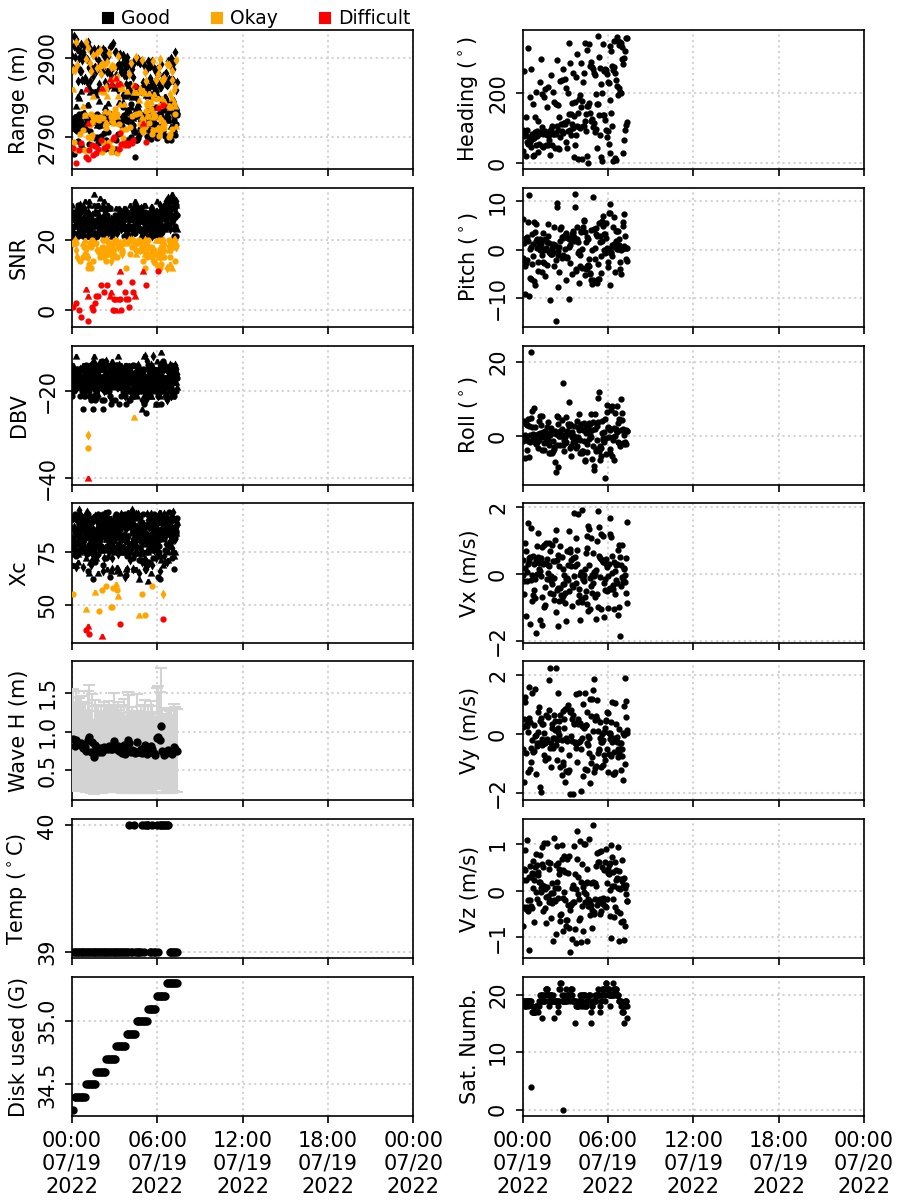 Good Okay Difficult
Range (m)
2900
2790
Heading (°)
200
0
SNR
20
0
Pitch (°)
10
0
−10
DBV
−20
−40
Roll (°)
20
0
Xc
75
50
Vx (m/s)
2
0
−2
Wave H (m)
1.5
1.0
0.5
Vy (m/s)
2
0
−2
Temp (°C)
40
39
Vz (m/s)
1
0
−1
Disk used (G)
35.0
34.5
Sat. Numb.
20
10
0
00:00 06:00 12:00 18:00 00:00
07/19 07/19 07/19 07/19 07/20
2022 2022 2022 2022 2022
00:00 06:00 12:00 18:00 00:00
07/19 07/19 07/19 07/19 07/20
2022 2022 2022 2022 2022